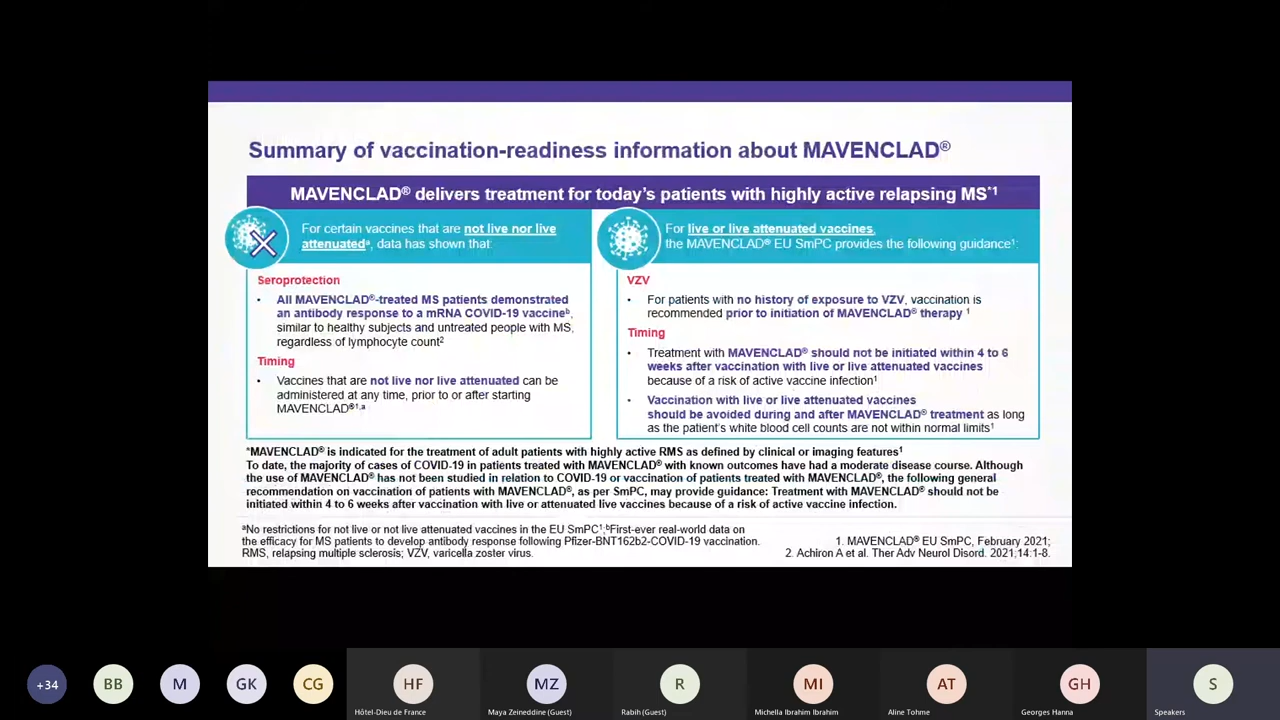 Summary of vaccination-readiness information about MAVENCLAD®
MAVENCLAD® delivers treatment for today's patients with highly active relapsing MS*1
For certain vaccines that are not live nor live
attenuatedᵃ, data has shown that:
Seroprotection
• All MAVENCLAD®-treated MS patients demonstrated
an antibody response to a mRNA COVID-19 vaccineᵇ,
similar to healthy subjects and untreated people with MS,
regardless of lymphocyte count²
Timing
• Vaccines that are not live nor live attenuated can be
administered at any time, prior to or after starting
MAVENCLAD®¹,ᵃ
For live or live attenuated vaccines,
the MAVENCLAD® EU SmPC provides the following guidance¹:
VZV
• For patients with no history of exposure to VZV, vaccination is
recommended prior to initiation of MAVENCLAD® therapy ¹
Timing
• Treatment with MAVENCLAD® should not be initiated within 4 to 6
weeks after vaccination with live or live attenuated vaccines
because of a risk of active vaccine infection¹
• Vaccination with live or live attenuated vaccines
should be avoided during and after MAVENCLAD® treatment as long
as the patient's white blood cell counts are not within normal limits¹
*MAVENCLAD® is indicated for the treatment of adult patients with highly active RMS as defined by clinical or imaging features¹
To date, the majority of cases of COVID-19 in patients treated with MAVENCLAD® with known outcomes have had a moderate disease course. Although
the use of MAVENCLAD® has not been studied in relation to COVID-19 or vaccination of patients treated with MAVENCLAD®, the following general
recommendation on vaccination of patients with MAVENCLAD®, as per SmPC, may provide guidance: Treatment with MAVENCLAD® should not be
initiated within 4 to 6 weeks after vaccination with live or attenuated live vaccines because of a risk of active vaccine infection.
ᵃNo restrictions for not live or not live attenuated vaccines in the EU SmPC¹;ᵇFirst-ever real-world data on
the efficacy for MS patients to develop antibody response following Pfizer-BNT162b2-COVID-19 vaccination.
RMS, relapsing multiple sclerosis; VZV, varicella zoster virus.
1. MAVENCLAD® EU SmPC, February 2021;
2. Achiron A et al. Ther Adv Neurol Disord. 2021;14:1-8.
+34
BB
M
GK
CG
HF
MZ
R
MI
AT
GH
S
Hôtel-Dieu de France
Maya Zeineddine (Guest)
Rabih (Guest)
Michella Ibrahim Ibrahim
Aline Tohme
Georges Hanna
Speakers